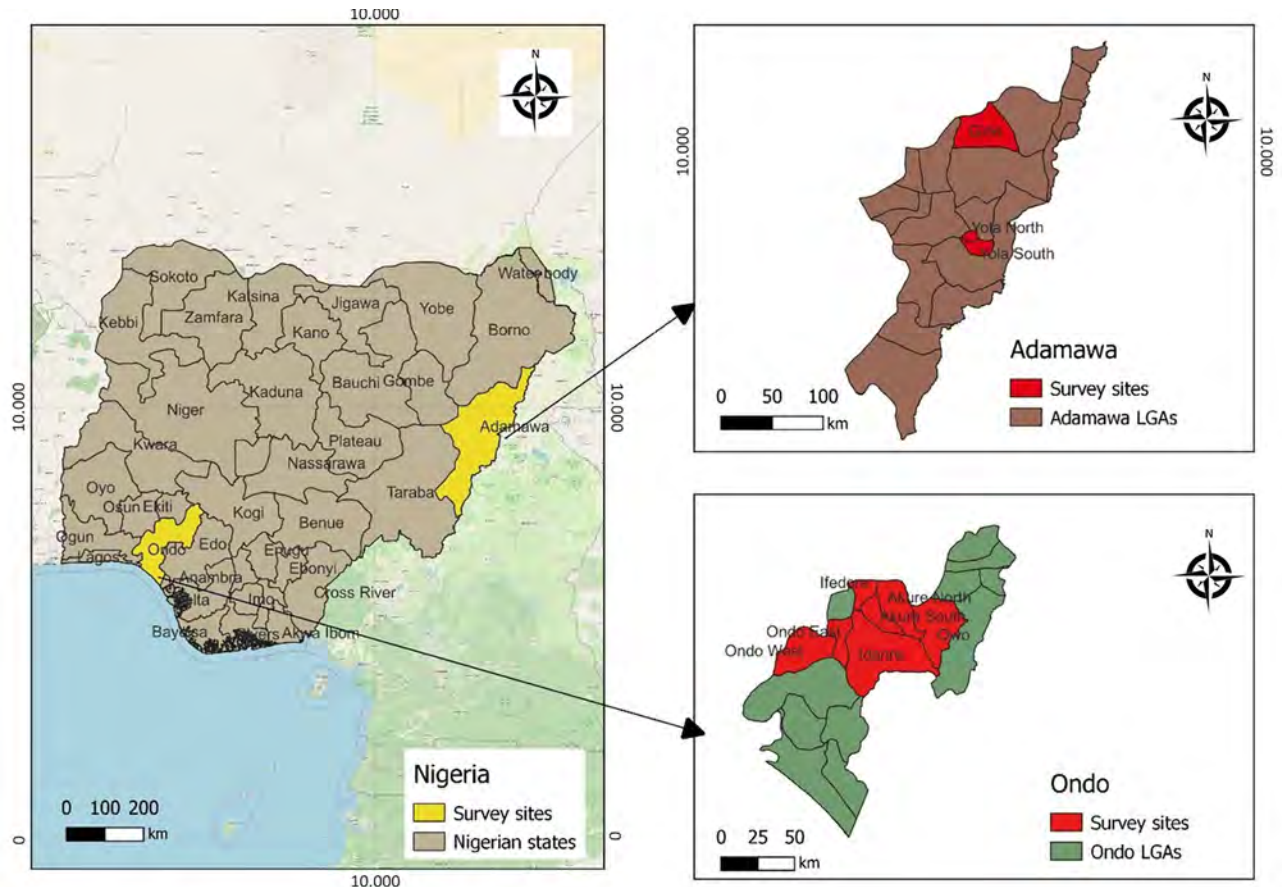 10.000
N
Sokoto
Katsina
Jigawa
Yobe
Water body
Kebbi
Zamfara
Kano
Borno
Kaduna
Bauchi
Gombe
Niger
Adamawa
Kwara
Plateau
Nassarawa
Taraba
Oyo
Osun
Ekiti
Kogi
Benue
Ogun
Ondo
Edo
Enugu
Lagos
Ebonyi
Anambra
Imo
Cross River
Bayelsa
Akwa Ibom
10.000
10.0000
0
0
Nigeria
Survey sites
Nigerian states
0 100 200
km
10.000
N
10.000
10.000
Yola North
Yola South
Adamawa
Survey sites
Adamawa LGAs
0 50 100
km
N
Akure North
Akure South
Owo
Ondo East
Ondo West
Idanre
Ondo
Survey sites
Ondo LGAs
0 25 50
km